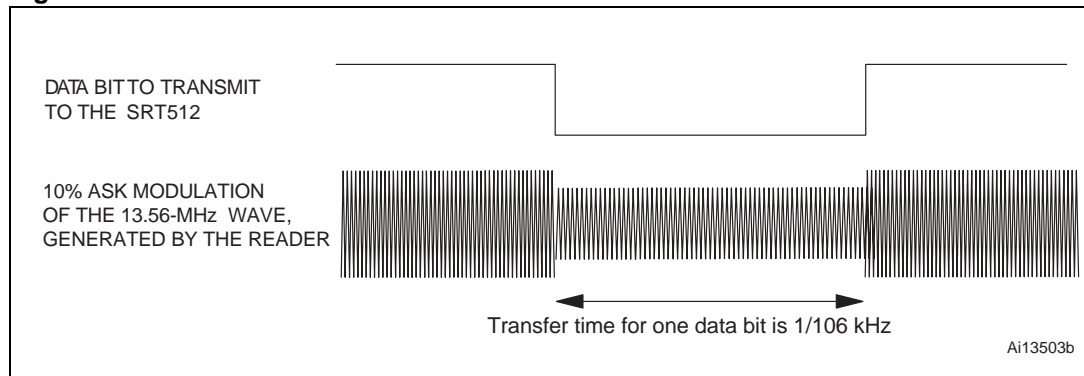 DATA BIT TO TRANSMIT
TO THE SRT512
10% ASK MODULATION
OF THE 13.56-MHz WAVE,
GENERATED BY THE READER
Transfer time for one data bit is 1/106 kHz
Ai13503b